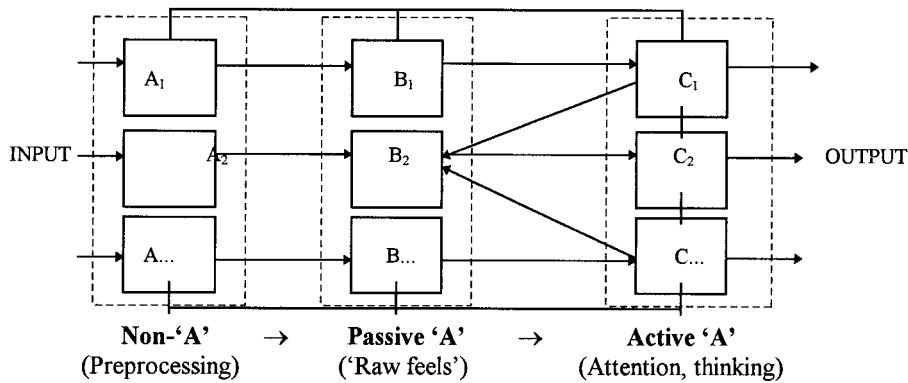 A1 B1 C1
INPUT A2 B2 C2 OUTPUT
A... B... C...
Non-‘A’ → Passive ‘A’ → Active ‘A’
(Preprocessing) (‘Raw feels’) (Attention, thinking)